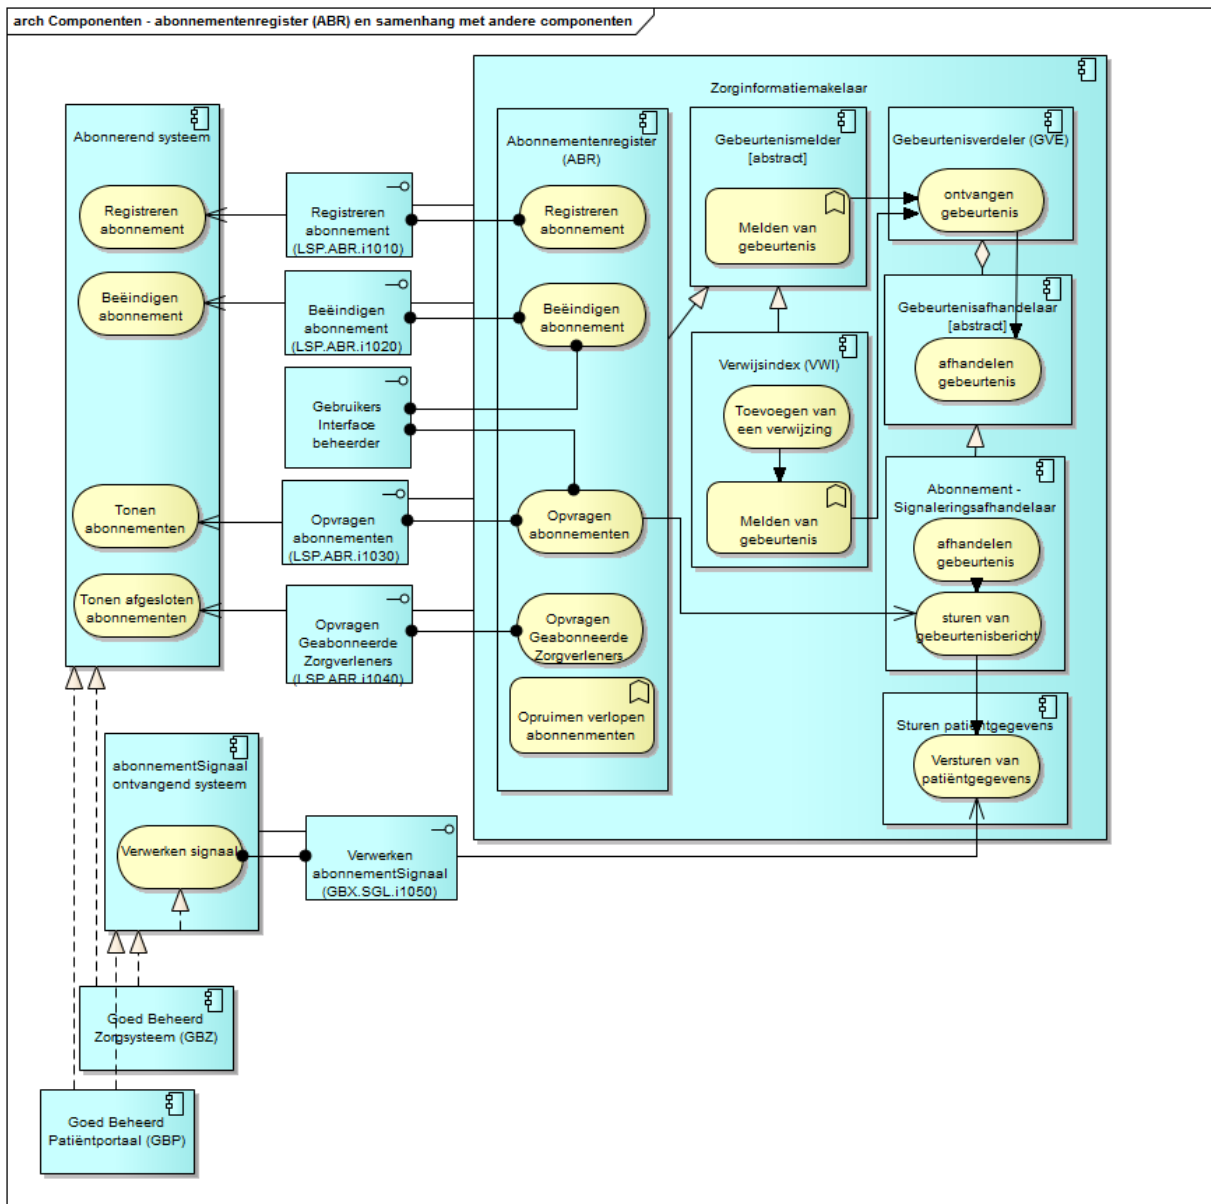 arch Componenten - abonnementenregister (ABR) en samenhang met andere componenten
Zorginformatiemakelaar
Abonnerend systeem
Registreren
abonnement
Beëindigen
abonnement
Tonen
abonnementen
Tonen afgesloten
abonnementen
Registreren
abonnement
(LSP.ABR.i1010)
Beëindigen
abonnement
(LSP.ABR.i1020)
Gebruikers
Interface
beheerder
Opvragen
abonnementen
(LSP.ABR.i1030)
Opvragen
Geabonneerde
Zorgverleners
(LSP.ABR.i1040)
Abonnementenregister
(ABR)
Registreren
abonnement
Beëindigen
abonnement
Opvragen
abonnementen
Opvragen
Geabonneerde
Zorgverleners
Opruimen verlopen
abonnenmenten
Gebeurtenismelder
[abstract]
Melden van
gebeurtenis
Verwijsindex (VWI)
Toevoegen van
een verwijzing
Melden van
gebeurtenis
Gebeurtenisverdeler (GVE)
ontvangen
gebeurtenis
Gebeurtenisafhandelaar
[abstract]
afhandelen
gebeurtenis
Abonnement -
Signaleringsafhandelaar
afhandelen
gebeurtenis
sturen van
gebeurtenisbericht
Sturen patiëntgegevens
Versturen van
patiëntgegevens
abonnementSignaal
ontvangend systeem
Verwerken signaal
Verwerken
abonnementSignaal
(GBX.SGL.i1050)
Goed Beheerd
Zorgsysteem (GBZ)
Goed Beheerd
Patiëntportaal (GBP)